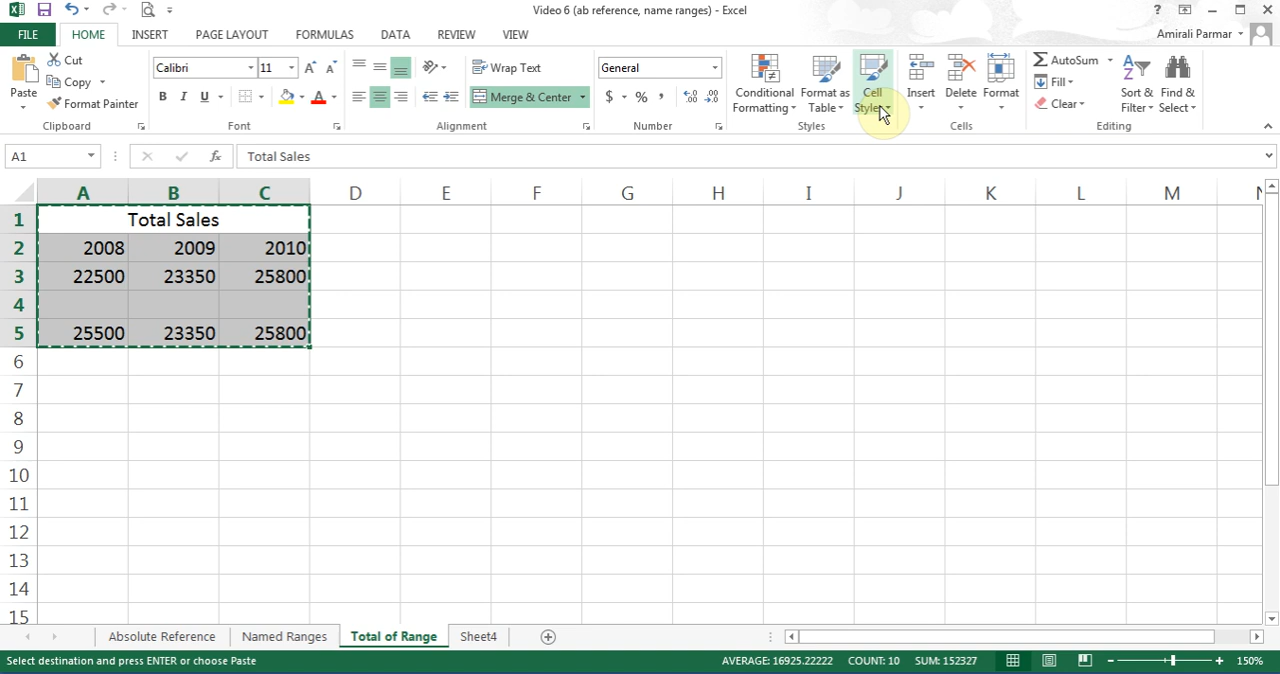 Video 6 (ab reference, name ranges) - Excel
?
FILE HOME INSERT PAGE LAYOUT FORMULAS DATA REVIEW VIEW
Amirali Parmar
Paste
Cut
Copy
Format Painter
Clipboard
Calibri 11
B I U
Font
Wrap Text
Merge & Center
Alignment
General
$ % ,
Number
Conditional Formatting
Format as Table
Cell Styles
Styles
Insert Delete Format
Cells
AutoSum
Fill
Clear
Sort & Filter
Find & Select
Editing
A1 fx Total Sales
A B C D E F G H I J K L M
1 Total Sales
2 2008 2009 2010
3 22500 23350 25800
4
5 25500 23350 25800
6
7
8
9
10
11
12
13
14
15
Absolute Reference Named Ranges Total of Range Sheet4
Select destination and press ENTER or choose Paste
AVERAGE: 16925.22222 COUNT: 10 SUM: 152327
150%